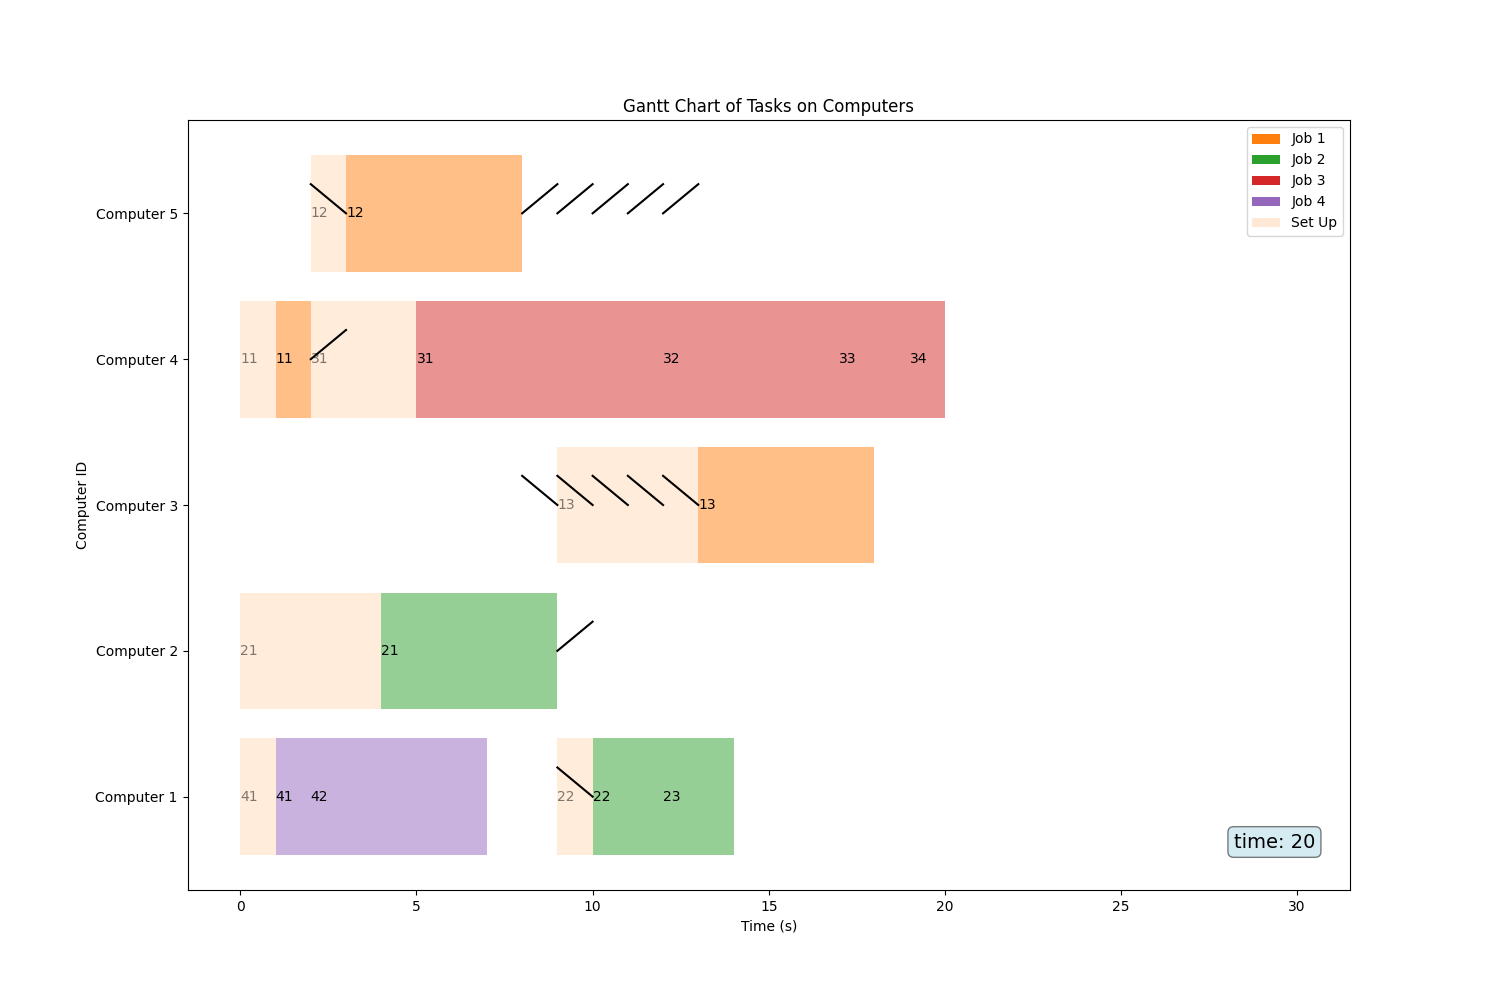 Gantt Chart of Tasks on Computers
Job 1
Job 2
Job 3
Job 4
Set Up
Computer ID
Computer 5
12 12
Computer 4
11 11 31 31 32 33 34
Computer 3
13 13
Computer 2
21 21
Computer 1
41 41 42 22 22 23
time: 20
0 5 10 15 20 25 30
Time (s)